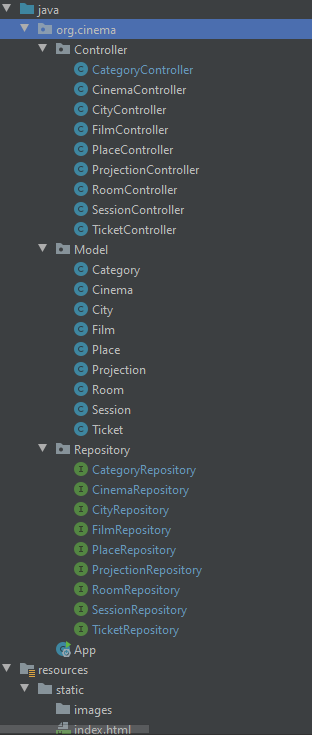 java
org.cinema
Controller
CategoryController
CinemaController
CityController
FilmController
PlaceController
ProjectionController
RoomController
SessionController
TicketController
Model
Category
Cinema
City
Film
Place
Projection
Room
Session
Ticket
Repository
CategoryRepository
CinemaRepository
CityRepository
FilmRepository
PlaceRepository
ProjectionRepository
RoomRepository
SessionRepository
TicketRepository
App
resources
static
images
index.html